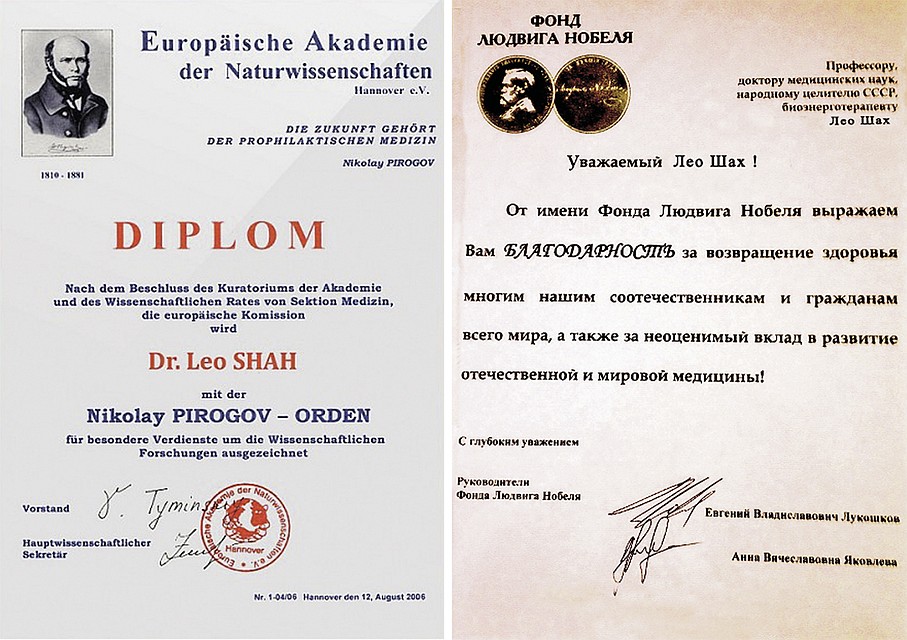 Europäische Akademie
der Naturwissenschaften
Hannover e.V.
DIE ZUKUNFT GEHÖRT
DER PROPHILAKTISCHEN MEDIZIN
Nikolay PIROGOV
1810 - 1881
DIPLOM
Nach dem Beschluss des Kuratoriums der Akademie
und des Wissenschaftlichen Rates von Sektion Medizin,
die europäische Komission
wird
Dr. Leo SHAH
mit der
Nikolay PIROGOV – ORDEN
für besondere Verdienste um die Wissenschaftlichen
Forschungen ausgezeichnet
Vorstand
Hauptwissenschaftlicher
Sekretär
Europäische Akademie der Naturwissenschaften e.V.
Hannover
Nr. 1-04/06 Hannover den 12, August 2006
ФОНД
ЛЮДВИГА НОБЕЛЯ
Профессору,
доктору медицинских наук,
народному целителю СССР,
биоэнерготерапевту
Лео Шах
Уважаемый Лео Шах !
От имени Фонда Людвига Нобеля выражаем
Вам БЛАГОДАРНОСТЬ за возвращение здоровья
многим нашим соотечественникам и гражданам
всего мира, а также за неоценимый вклад в развитие
отечественной и мировой медицины!
С глубоким уважением
Руководители
Фонда Людвига Нобеля
Евгений Владиславович Лукошков
Анна Вячеславовна Яковлева